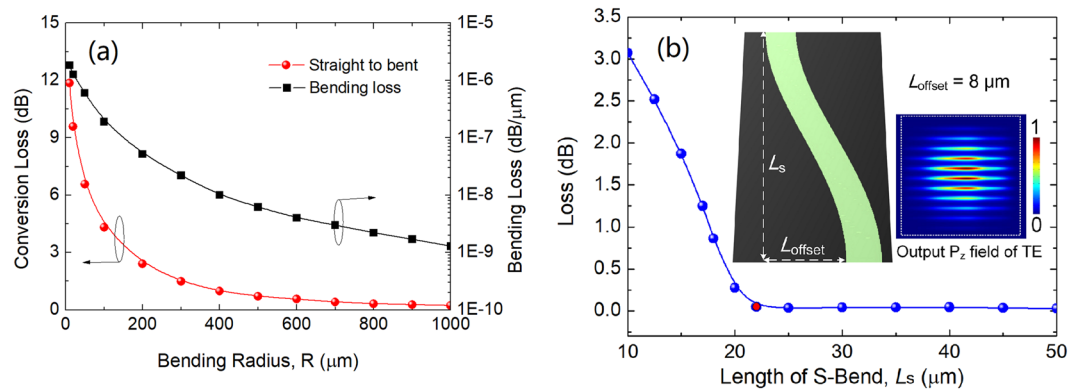 (a)
15
12
9
6
3
0
Conversion Loss (dB)
Straight to bent
Bending loss
1E-5
1E-6
1E-7
1E-8
1E-9
1E-10
Bending Loss (dB/μm)
0 200 400 600 800 1000
Bending Radius, R (μm)
(b)
3.5
3.0
2.5
2.0
1.5
1.0
0.5
0.0
Loss (dB)
Ls
Loffset
Loffset = 8 μm
1
0
Output Pz field of TE
10 20 30 40 50
Length of S-Bend, Ls (μm)